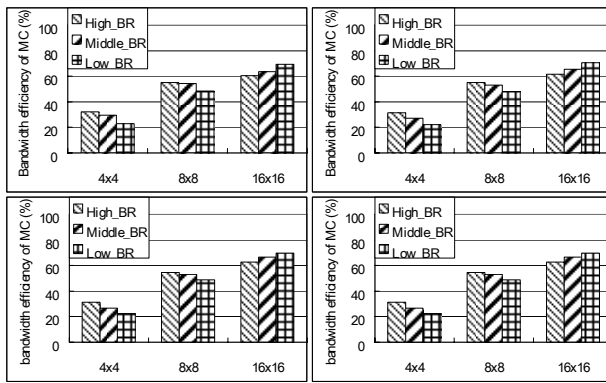 Bandwidth efficiency of MC (%)
100
80
60
40
20
0
High_BR
Middle_BR
Low_BR
4x4 8x8 16x16
Bandwidth efficiency of MC (%)
100
80
60
40
20
0
High_BR
Middle_BR
Low_BR
4x4 8x8 16x16
bandwidth efficiency of MC (%)
100
80
60
40
20
0
High_BR
Middle_BR
Low_BR
4x4 8x8 16x16
bandwidth efficiency of MC (%)
100
80
60
40
20
0
High_BR
Middle_BR
Low_BR
4x4 8x8 16x16